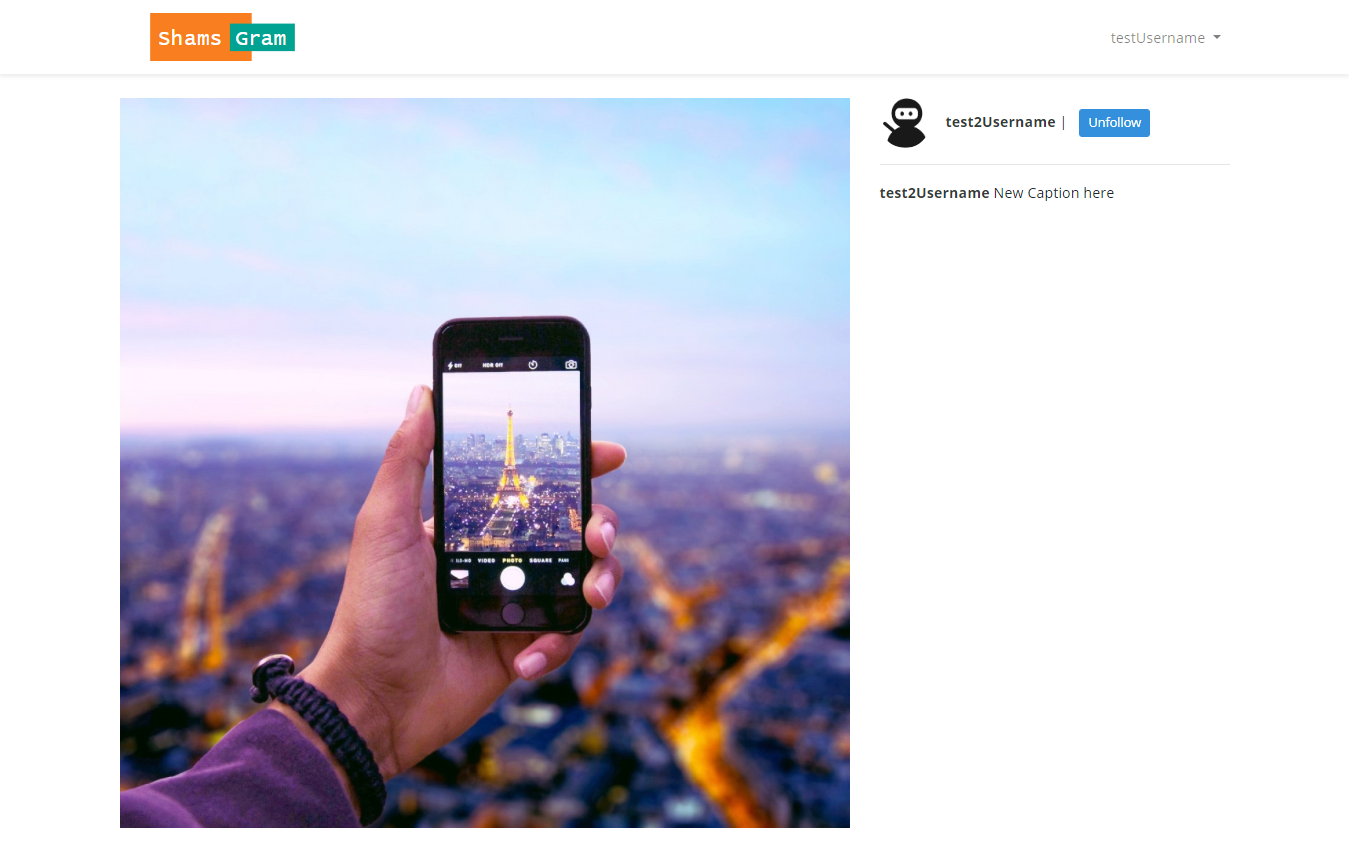 Shams Gram
testUsername
test2Username | Unfollow
test2Username New Caption here
Off HDR Off
SLO-MO VIDEO PHOTO SQUARE PANO